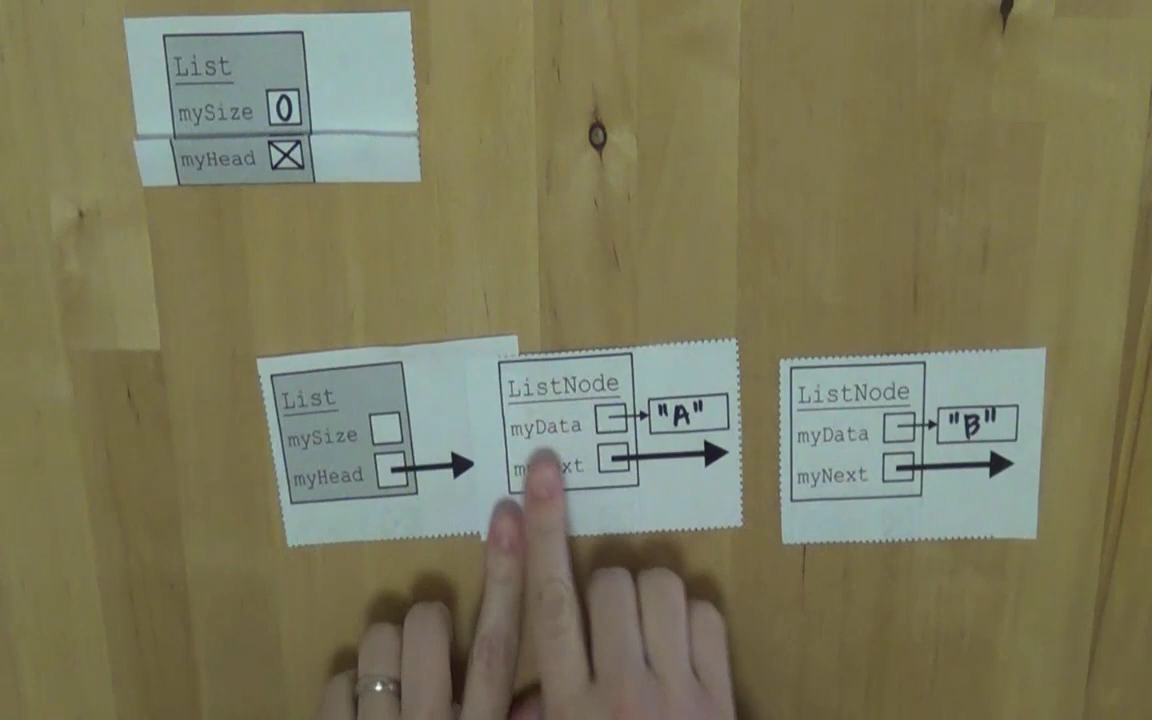 List
mySize 0
myHead
List
mySize
myHead
ListNode
myData "A"
ListNode
myData "B"
myNext